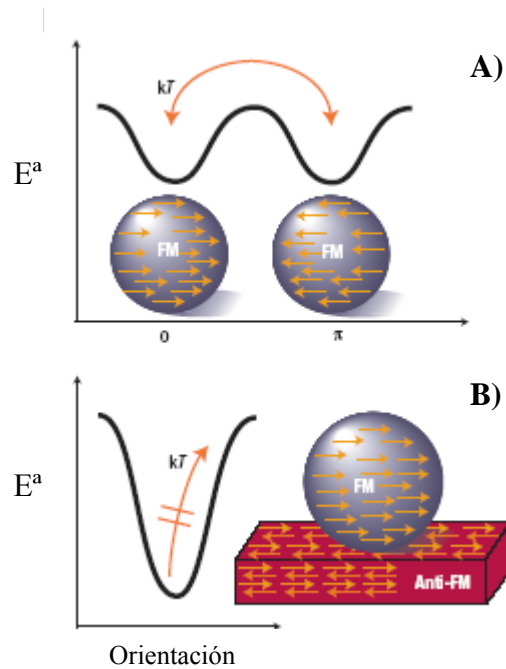 A)
kT
Eª
FM
FM
0
π
B)
kT
Eª
FM
Anti-FM
Orientación